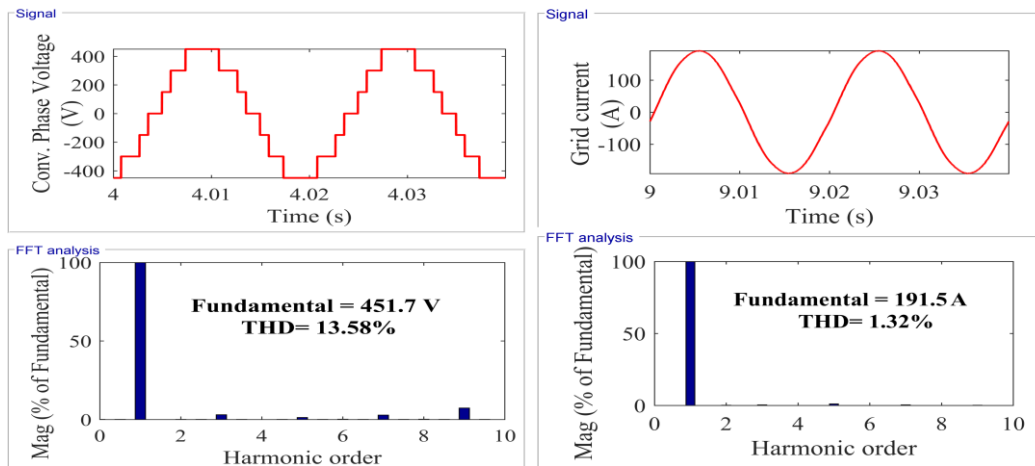 Signal
Conv. Phase Voltage
(V)
400
200
0
-200
-400
4
4.01
4.02
4.03
Time (s)
FFT analysis
Mag (% of Fundamental)
100
50
0
Fundamental = 451.7 V
THD= 13.58%
0
2
4
6
8
10
Harmonic order
Signal
Grid current
(A)
100
0
-100
9
9.01
9.02
9.03
Time (s)
FFT analysis
Mag (% of Fundamental)
100
50
0
Fundamental = 191.5 A
THD= 1.32%
0
2
4
6
8
10
Harmonic order